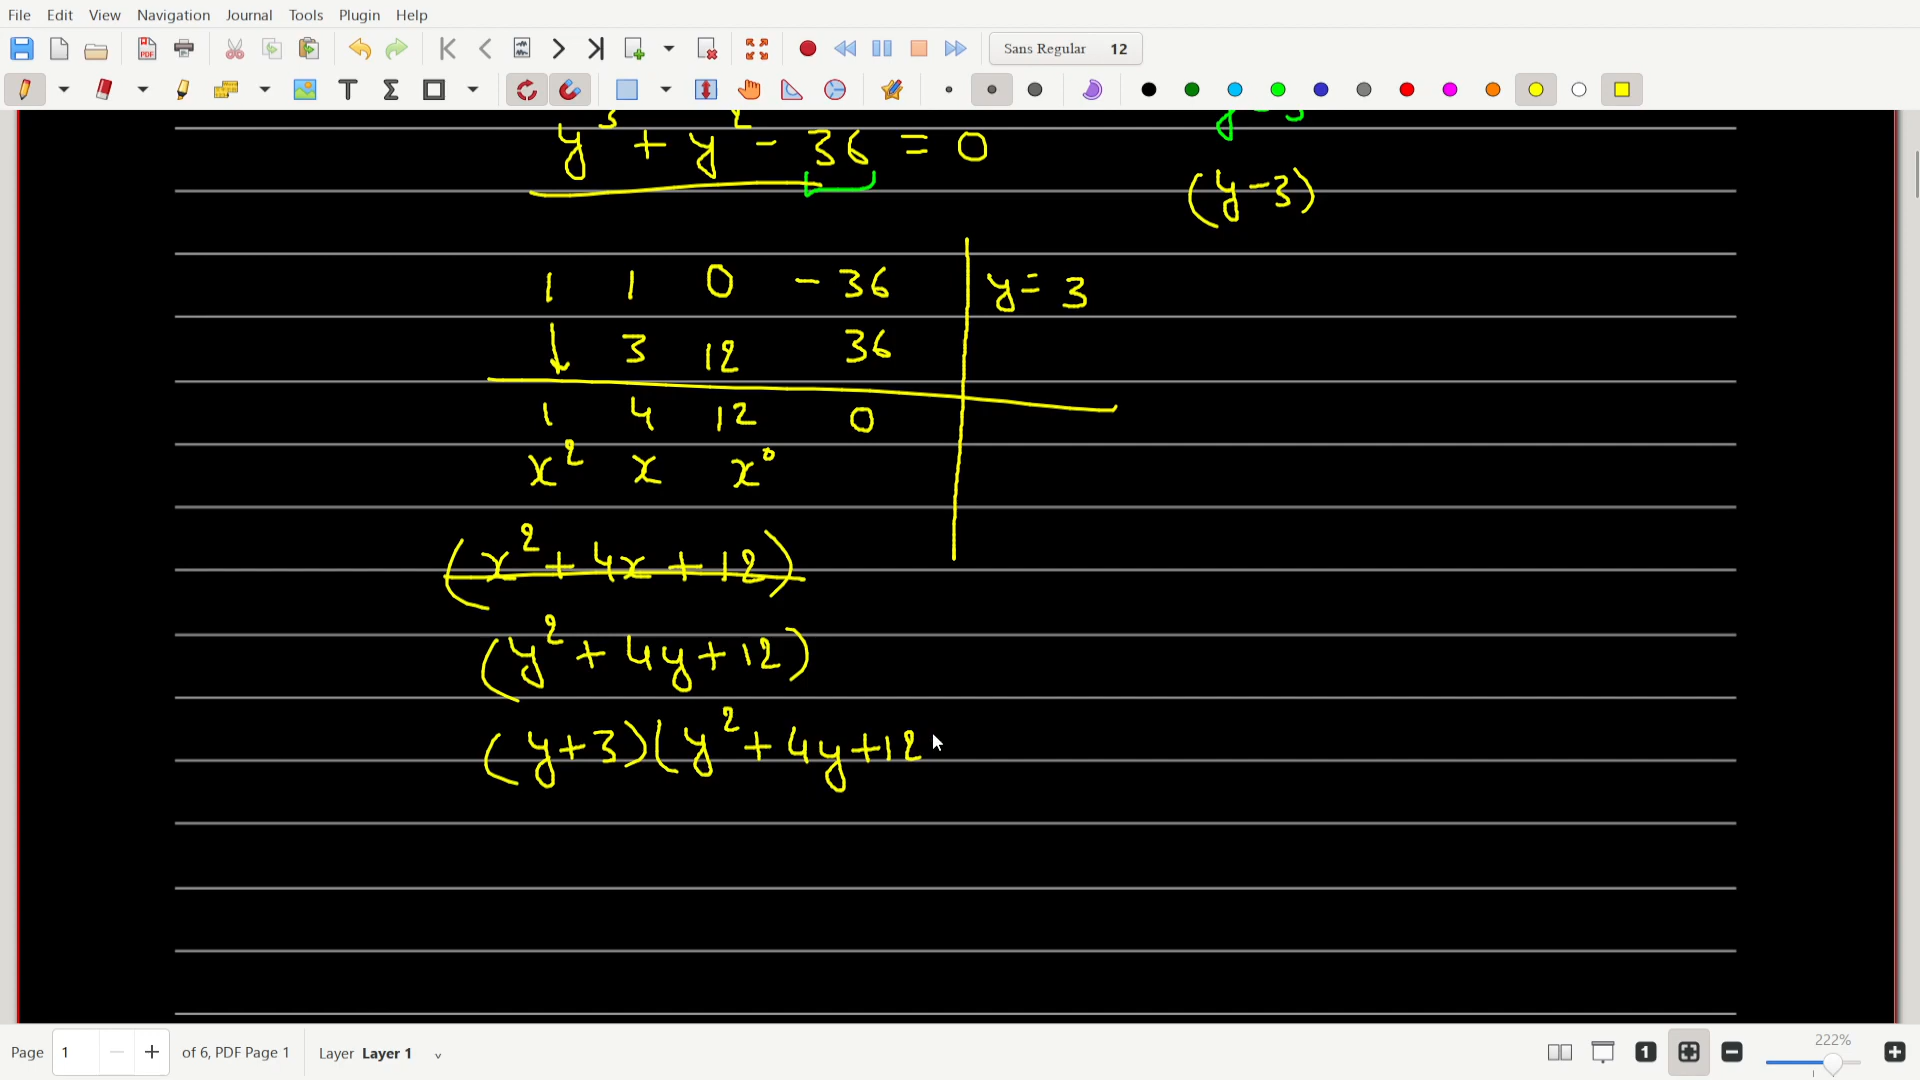 File Edit View Navigation Journal Tools Plugin Help
Sans Regular 12
y³ + y² - 36 = 0
(y-3)
1 1 0 - 36 y = 3
3 12 36
1 4 12 0
x² x x⁰
(x² + 4x + 12)
(y² + 4y + 12)
(y+3)(y² + 4y + 12
Page 1 of 6, PDF Page 1 Layer Layer 1 222%